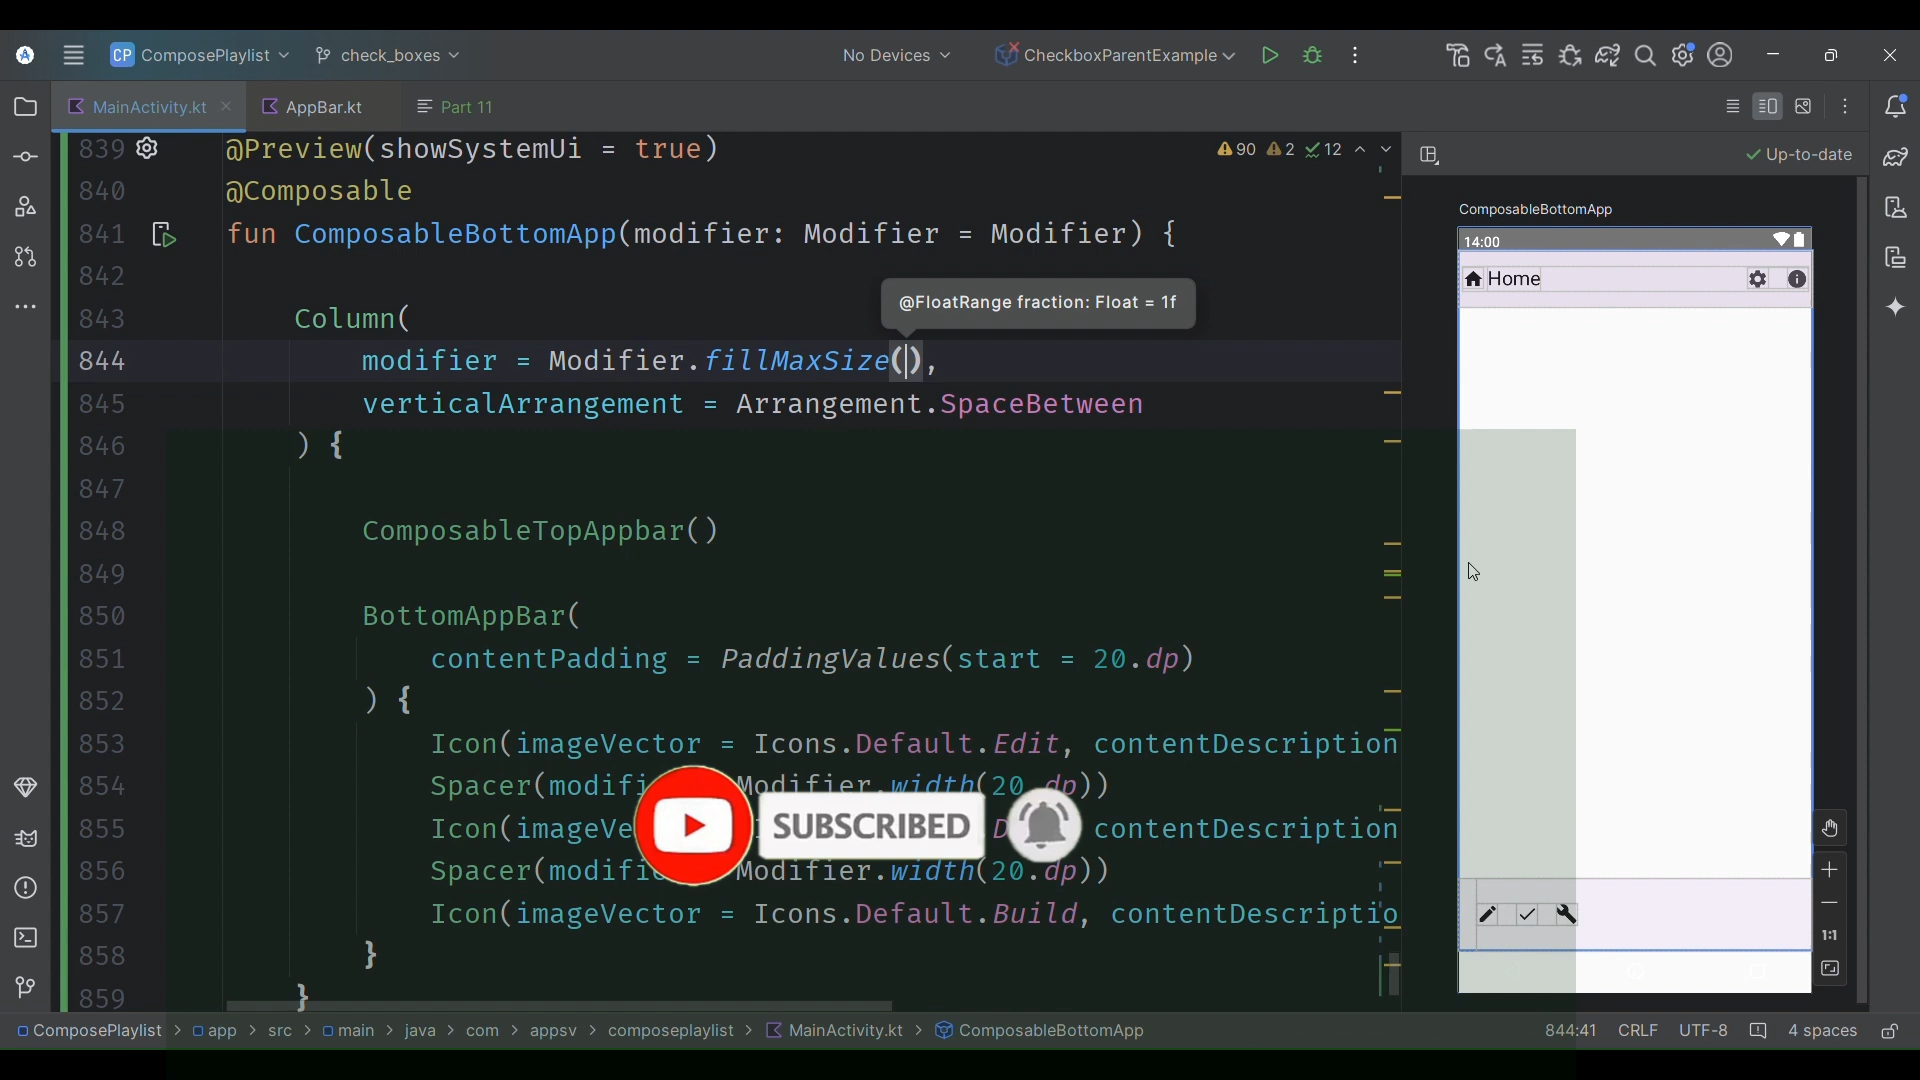 CP ComposePlaylist check_boxes No Devices CheckboxParentExample
MainActivity.kt AppBar.kt Part 11
839 @Preview(showSystemUi = true) 90 2 12 Up-to-date
840 @Composable
841 fun ComposableBottomApp(modifier: Modifier = Modifier) {
842
@FloatRange fraction: Float = 1f
843 Column(
844 modifier = Modifier.fillMaxSize(),
845 verticalArrangement = Arrangement.SpaceBetween
846 ) {
847
848 ComposableTopAppbar()
849
850 BottomAppBar(
851 contentPadding = PaddingValues(start = 20.dp)
852 ) {
853 Icon(imageVector = Icons.Default.Edit, contentDescription
854 Spacer(modifi Modifier.width(20.dp))
855 Icon(imageVe D contentDescription
856 Spacer(modifi Modifier.width(20.dp))
857 Icon(imageVector = Icons.Default.Build, contentDescriptio
858 }
859 }
SUBSCRIBED
ComposableBottomApp
14:00
Home
1:1
ComposePlaylist > app > src > main > java > com > appsv > composeplaylist > MainActivity.kt > ComposableBottomApp 844:41 CRLF UTF-8 4 spaces